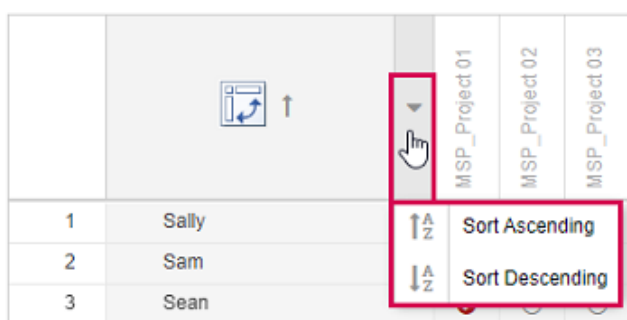 MSP_Project 01
MSP_Project 02
MSP_Project 03
1 Sally
2 Sam
3 Sean
A Z Sort Ascending
A Z Sort Descending